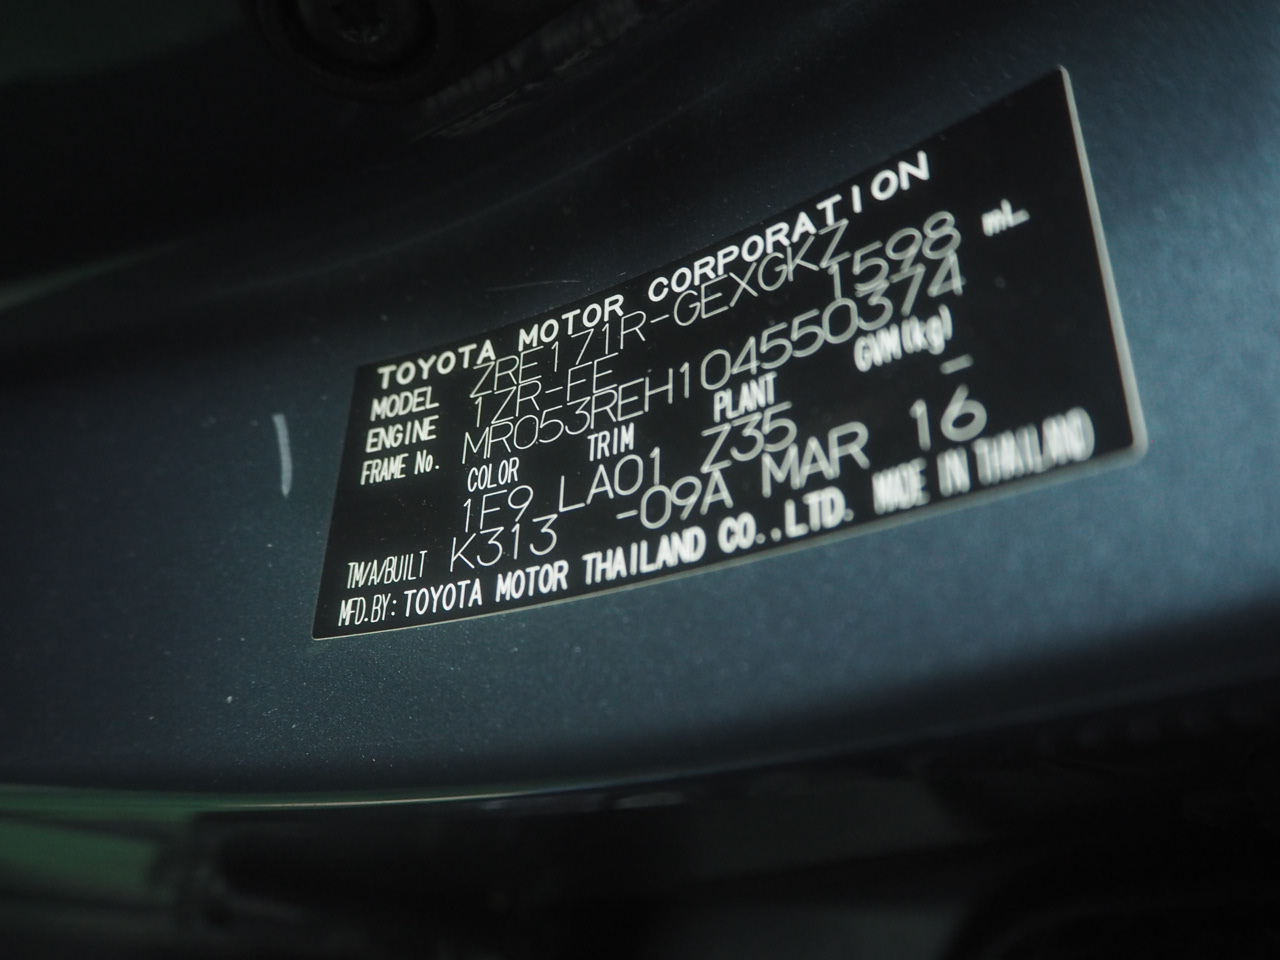 TOYOTA MOTOR CORPORATION
MODEL ZRE171R-GEXGKZ
ENGINE 1ZR-FE 1598 mL
FRAME No. MR053REH104550374
COLOR TRIM PLANT GVM(kg)
1F9 LA01 Z35 -
TM/A/BUILT K313 -09A MAR 16
MFD.BY: TOYOTA MOTOR THAILAND CO.,LTD. MADE IN THAILAND